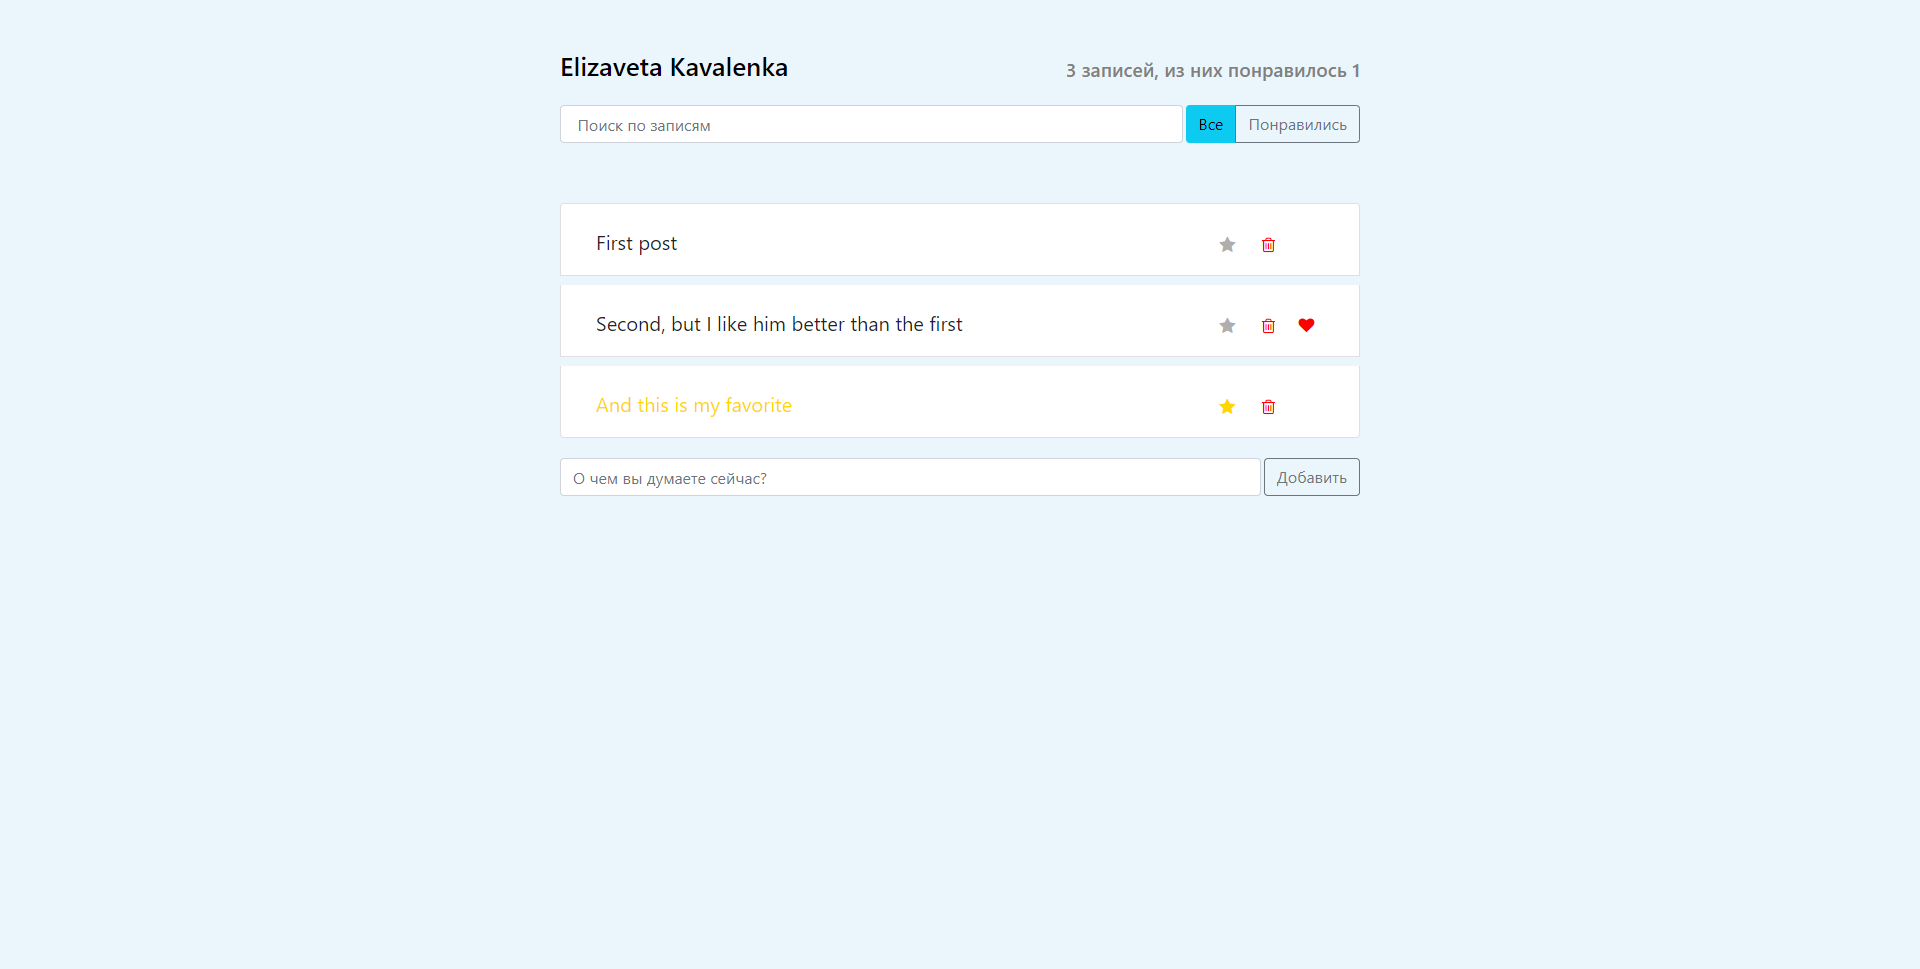 Elizaveta Kavalenka
3 записей, из них понравилось 1
Поиск по записям
Все
Понравились
First post
Second, but I like him better than the first
And this is my favorite
О чем вы думаете сейчас?
Добавить